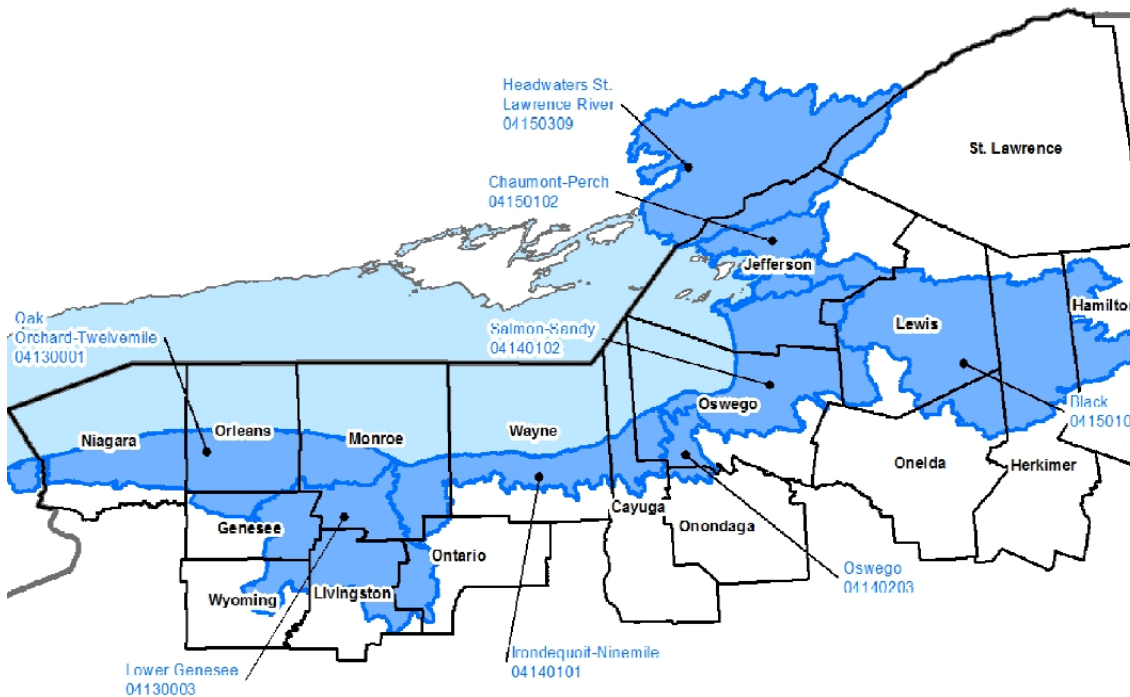 Headwaters St.
Lawrence River
04150309
St. Lawrence
Chaumont-Perch
04150102
Jefferson
Hamilton
Oak
Orchard-Twelvemile
04130001
Salmon-Sandy
04140102
Lewis
Black
0415010
Oswego
Niagara
Orleans
Monroe
Wayne
Oneida
Herkimer
Cayuga
Onondaga
Genesee
Ontario
Oswego
04140203
Wyoming
Livingston
Irondequoit-Ninemile
04140101
Lower Genesee
04130003